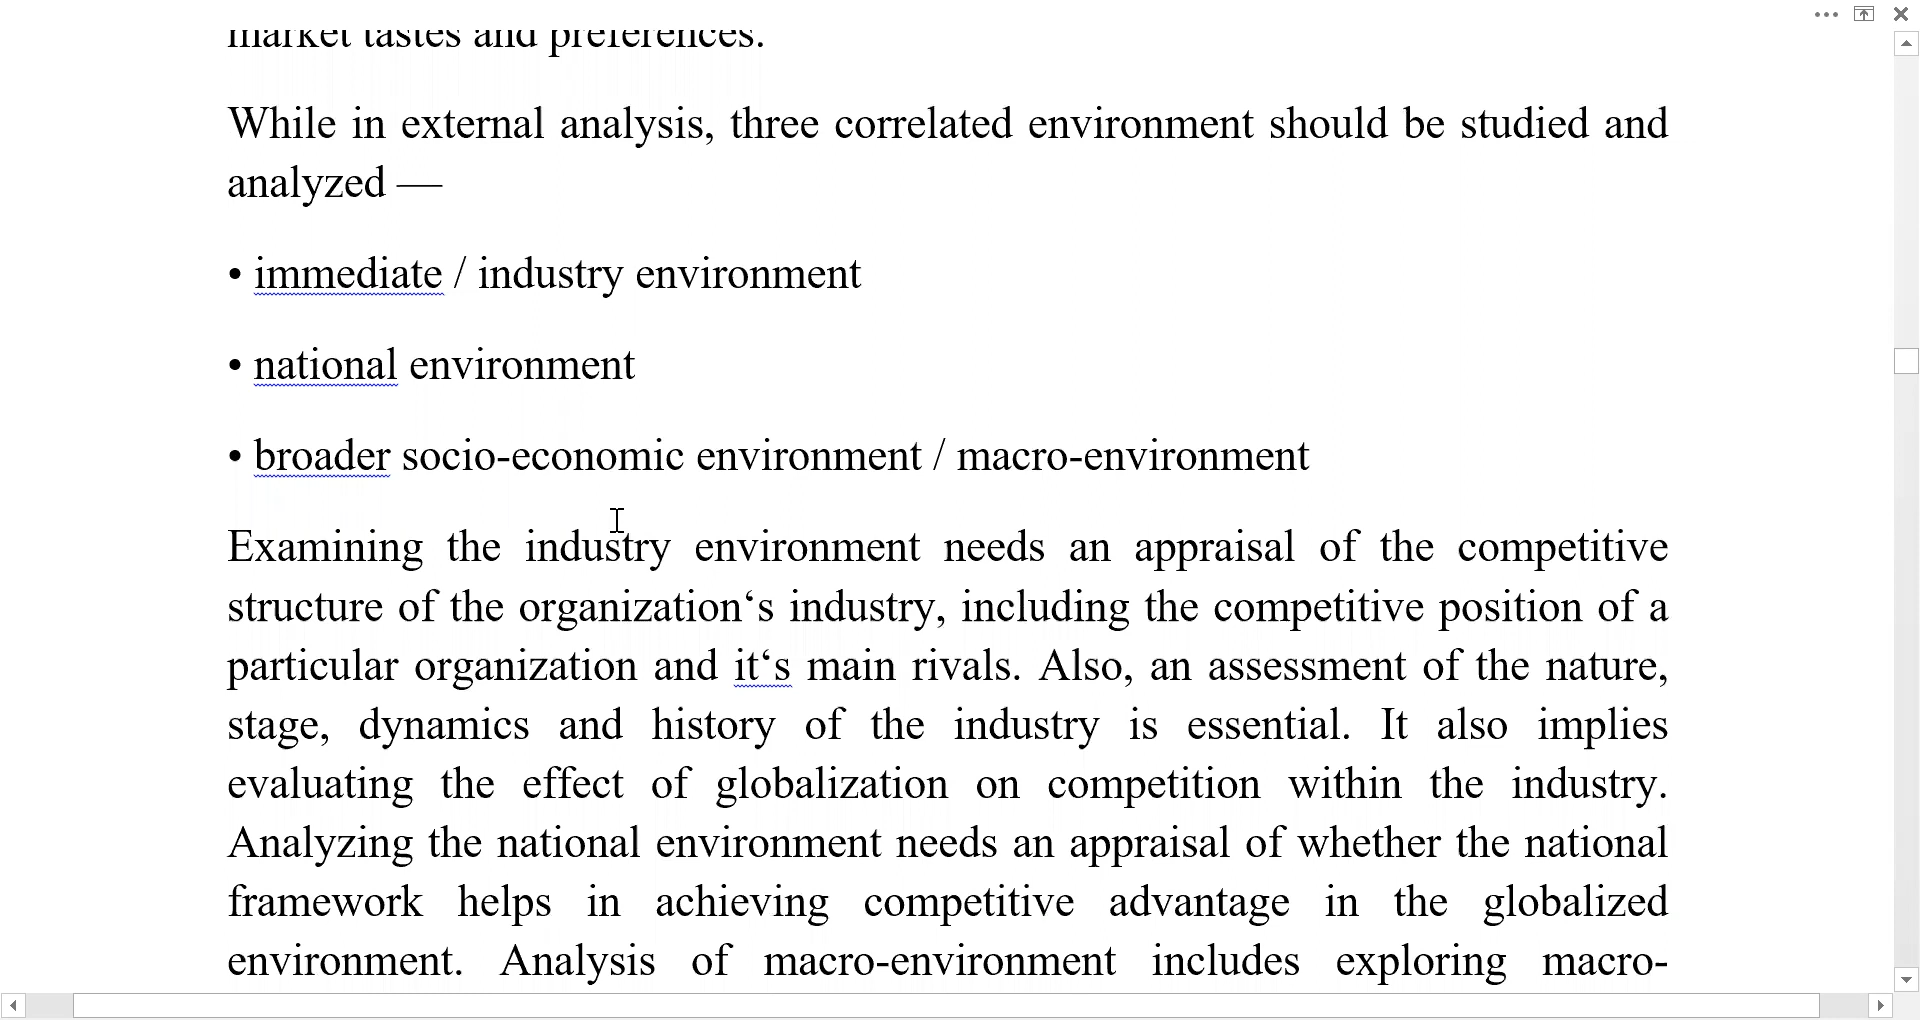 market tastes and preferences.
While in external analysis, three correlated environment should be studied and
analyzed —
• immediate / industry environment
• national environment
• broader socio-economic environment / macro-environment
Examining the industry environment needs an appraisal of the competitive
structure of the organization‘s industry, including the competitive position of a
particular organization and it‘s main rivals. Also, an assessment of the nature,
stage, dynamics and history of the industry is essential. It also implies
evaluating the effect of globalization on competition within the industry.
Analyzing the national environment needs an appraisal of whether the national
framework helps in achieving competitive advantage in the globalized
environment. Analysis of macro-environment includes exploring macro-